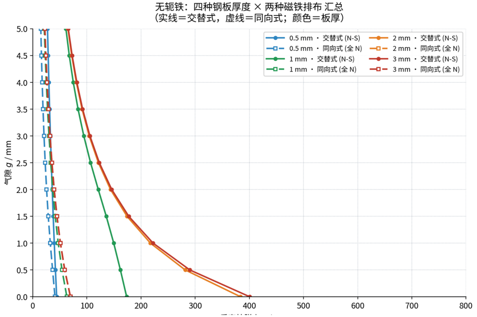 无轭铁：四种钢板厚度 × 两种磁铁排布 汇总
（实线＝交替式，虚线＝同向式；颜色＝板厚）
0.5 mm · 交替式 (N-S)
0.5 mm · 同向式 (全 N)
1 mm · 交替式 (N-S)
1 mm · 同向式 (全 N)
2 mm · 交替式 (N-S)
2 mm · 同向式 (全 N)
3 mm · 交替式 (N-S)
3 mm · 同向式 (全 N)
气隙 g / mm
5.0
4.5
4.0
3.5
3.0
2.5
2.0
1.5
1.0
0.5
0.0
0 100 200 300 400 500 600 700 800